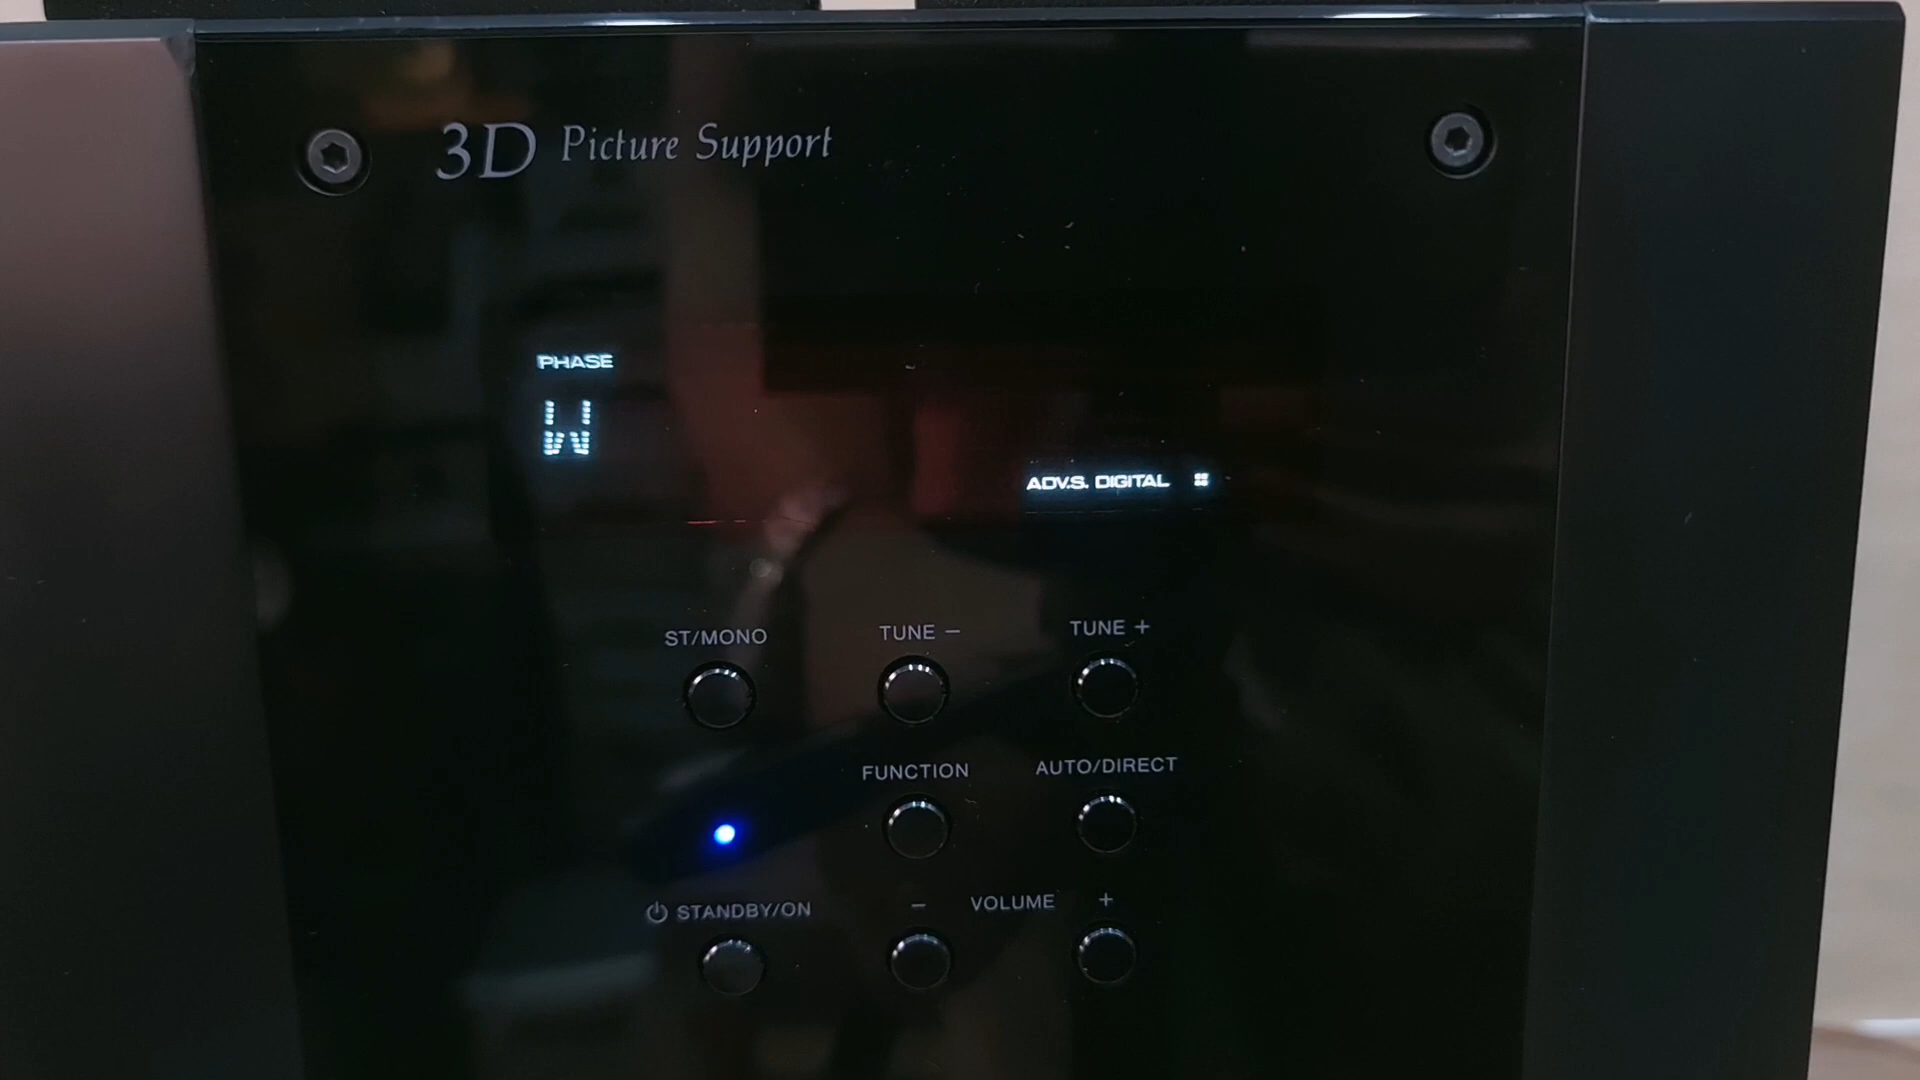 3D Picture Support
PHASE
W
ADV.S. DIGITAL
ST/MONO TUNE − TUNE +
FUNCTION AUTO/DIRECT
STANDBY/ON − VOLUME +